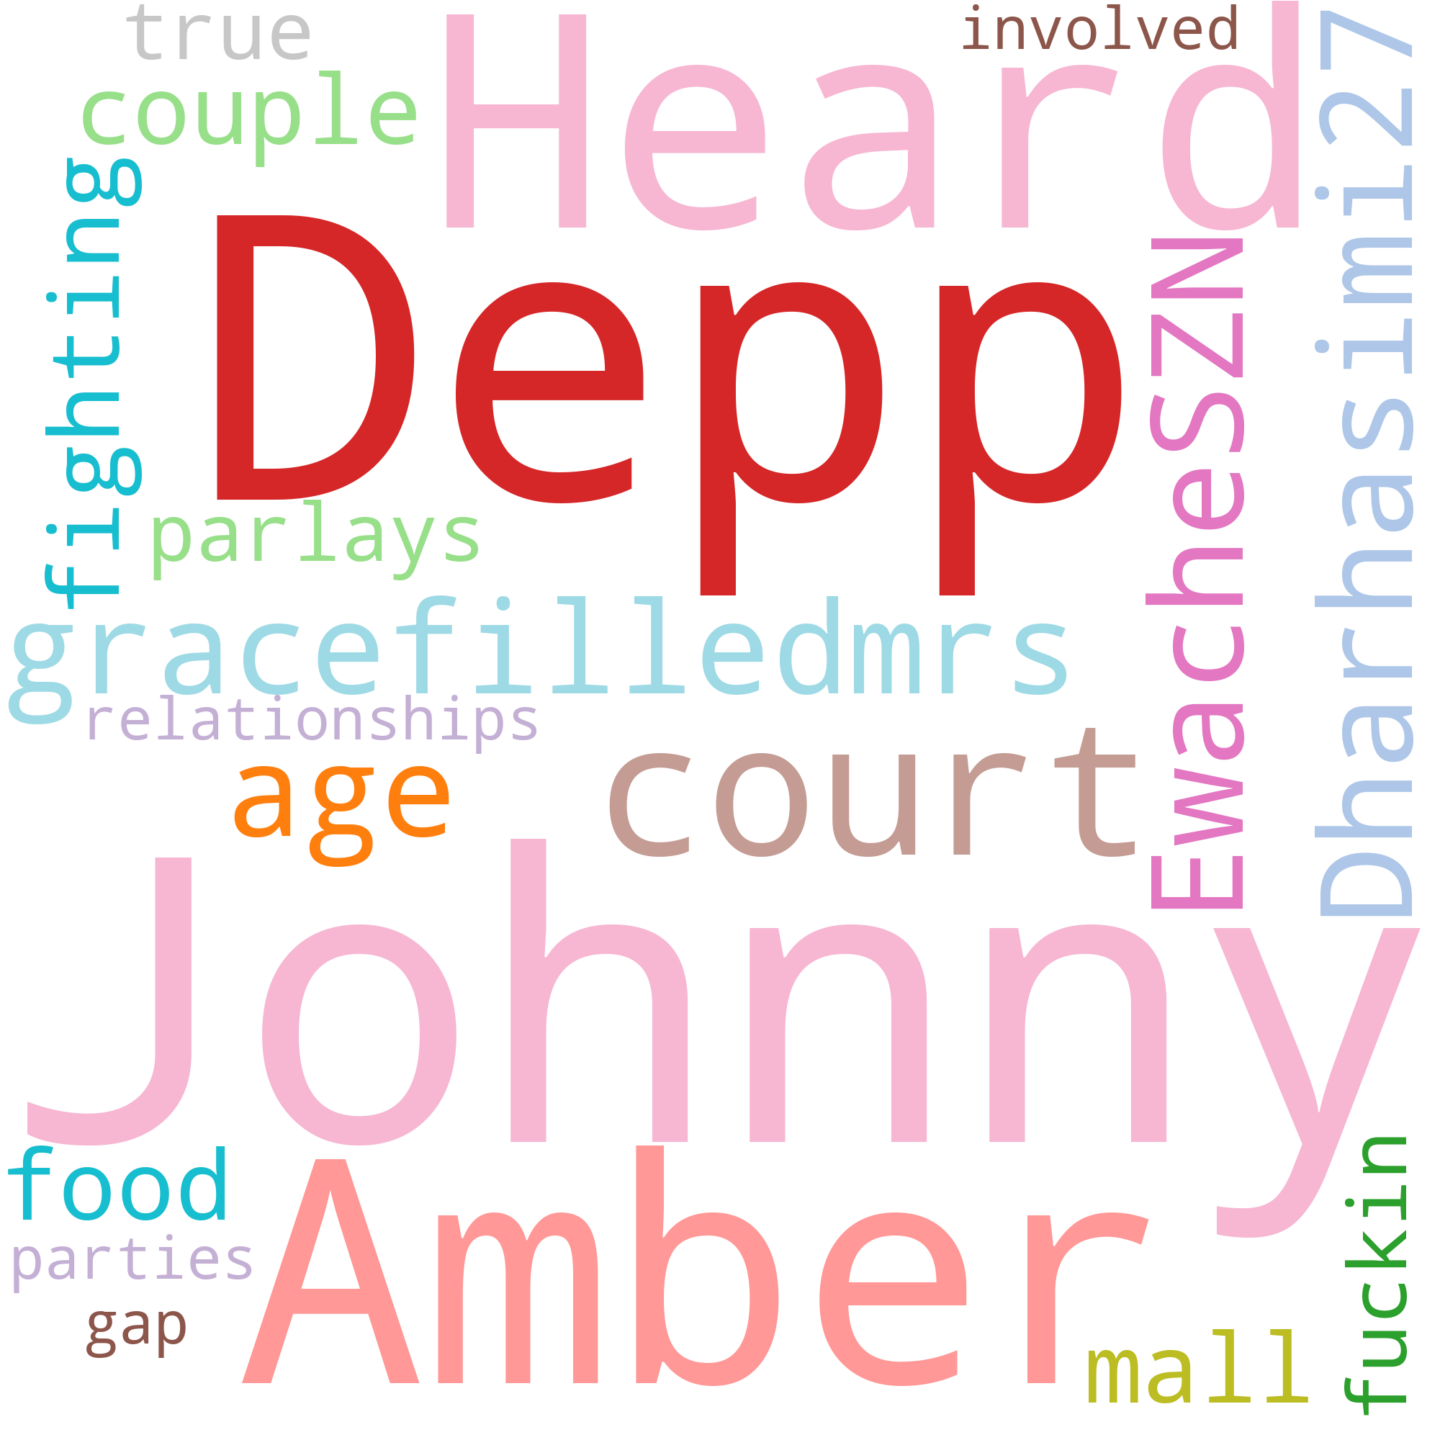 true
involved
couple
Heard
Dharhasimi27
fighting
Depp
EwacheSZN
parlays
gracefilledmrs
relationships
age
court
Johnny
food
Amber
parties
fuckin
gap
mall